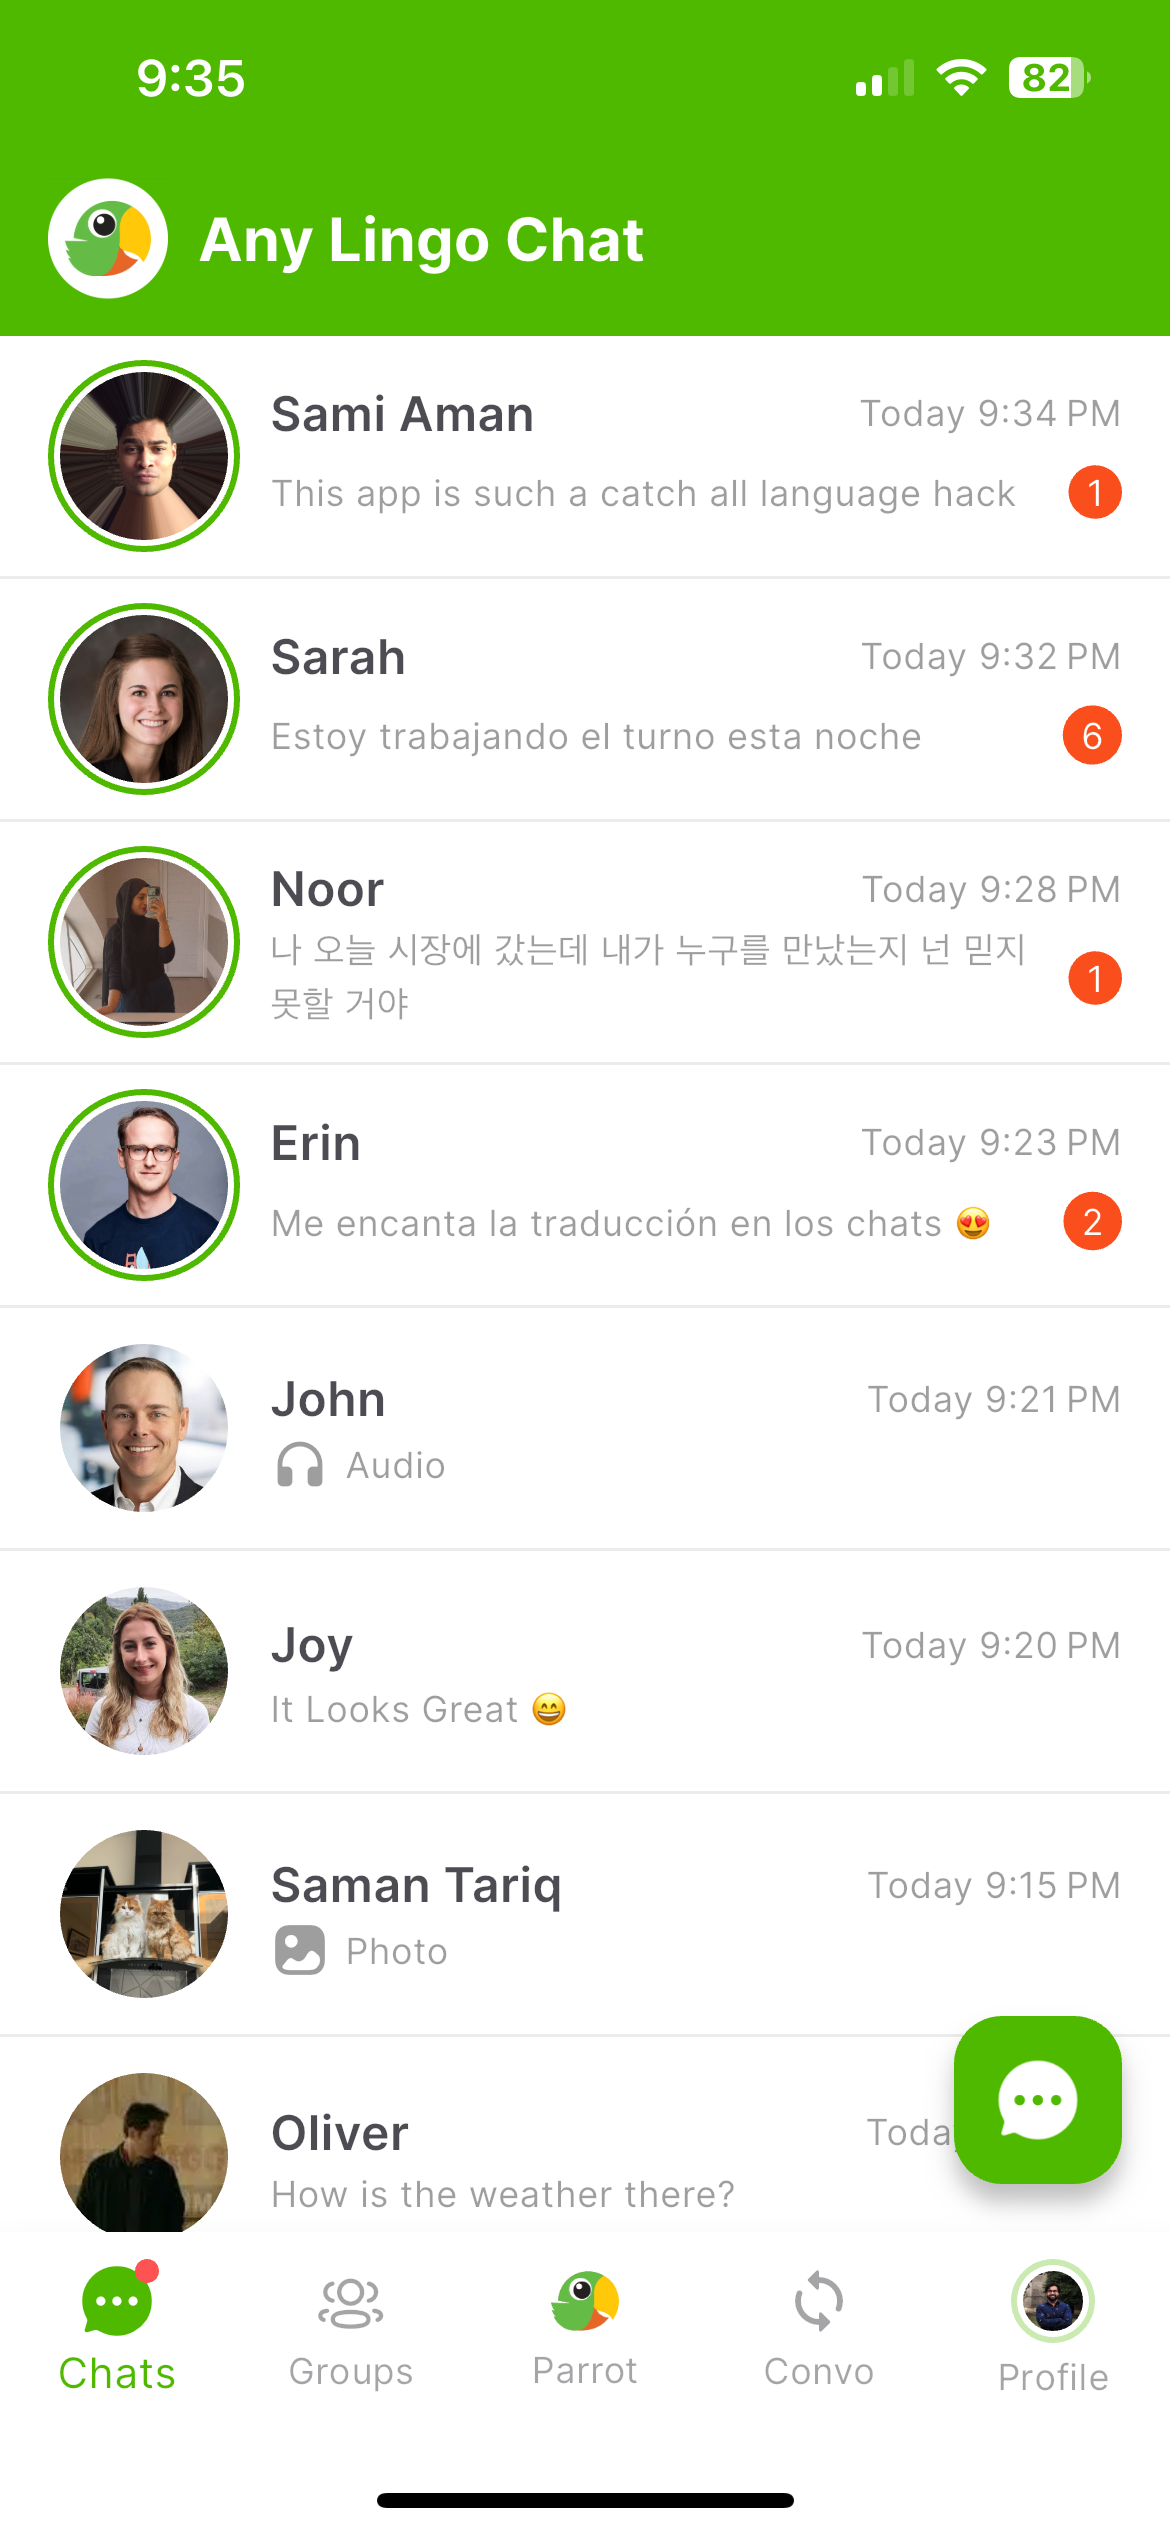 9:35
82
Any Lingo Chat
Sami Aman
Today 9:34 PM
This app is such a catch all language hack
1
Sarah
Today 9:32 PM
Estoy trabajando el turno esta noche
6
Noor
Today 9:28 PM
나 오늘 시장에 갔는데 내가 누구를 만났는지 넌 믿지
못할 거야
1
Erin
Today 9:23 PM
Me encanta la traducción en los chats 😍
2
John
Today 9:21 PM
Audio
Joy
Today 9:20 PM
It Looks Great 😄
Saman Tariq
Today 9:15 PM
Photo
Oliver
How is the weather there?
Chats
Groups
Parrot
Convo
Profile